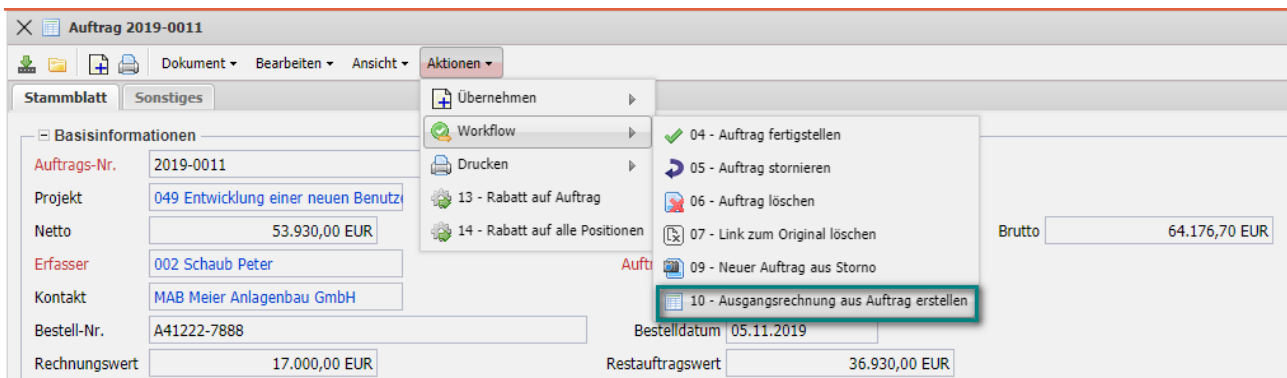 Auftrag 2019-0011
Dokument Bearbeiten Ansicht Aktionen
Stammblatt Sonstiges
Übernehmen
Workflow
Drucken
13 - Rabatt auf Auftrag
14 - Rabatt auf alle Positionen
04 - Auftrag fertigstellen
05 - Auftrag stornieren
06 - Auftrag löschen
07 - Link zum Original löschen
09 - Neuer Auftrag aus Storno
10 - Ausgangsrechnung aus Auftrag erstellen
Basisinformationen
Auftrags-Nr. 2019-0011
Projekt 049 Entwicklung einer neuen
Netto 53.930,00 EUR Brutto 64.176,70 EUR
Erfasser 002 Schaub Peter
Kontakt MAB Meier Anlagenbau GmbH
Bestell-Nr. A41222-7888 Bestelldatum 05.11.2019
Rechnungswert 17.000,00 EUR Restauftragswert 36.930,00 EUR